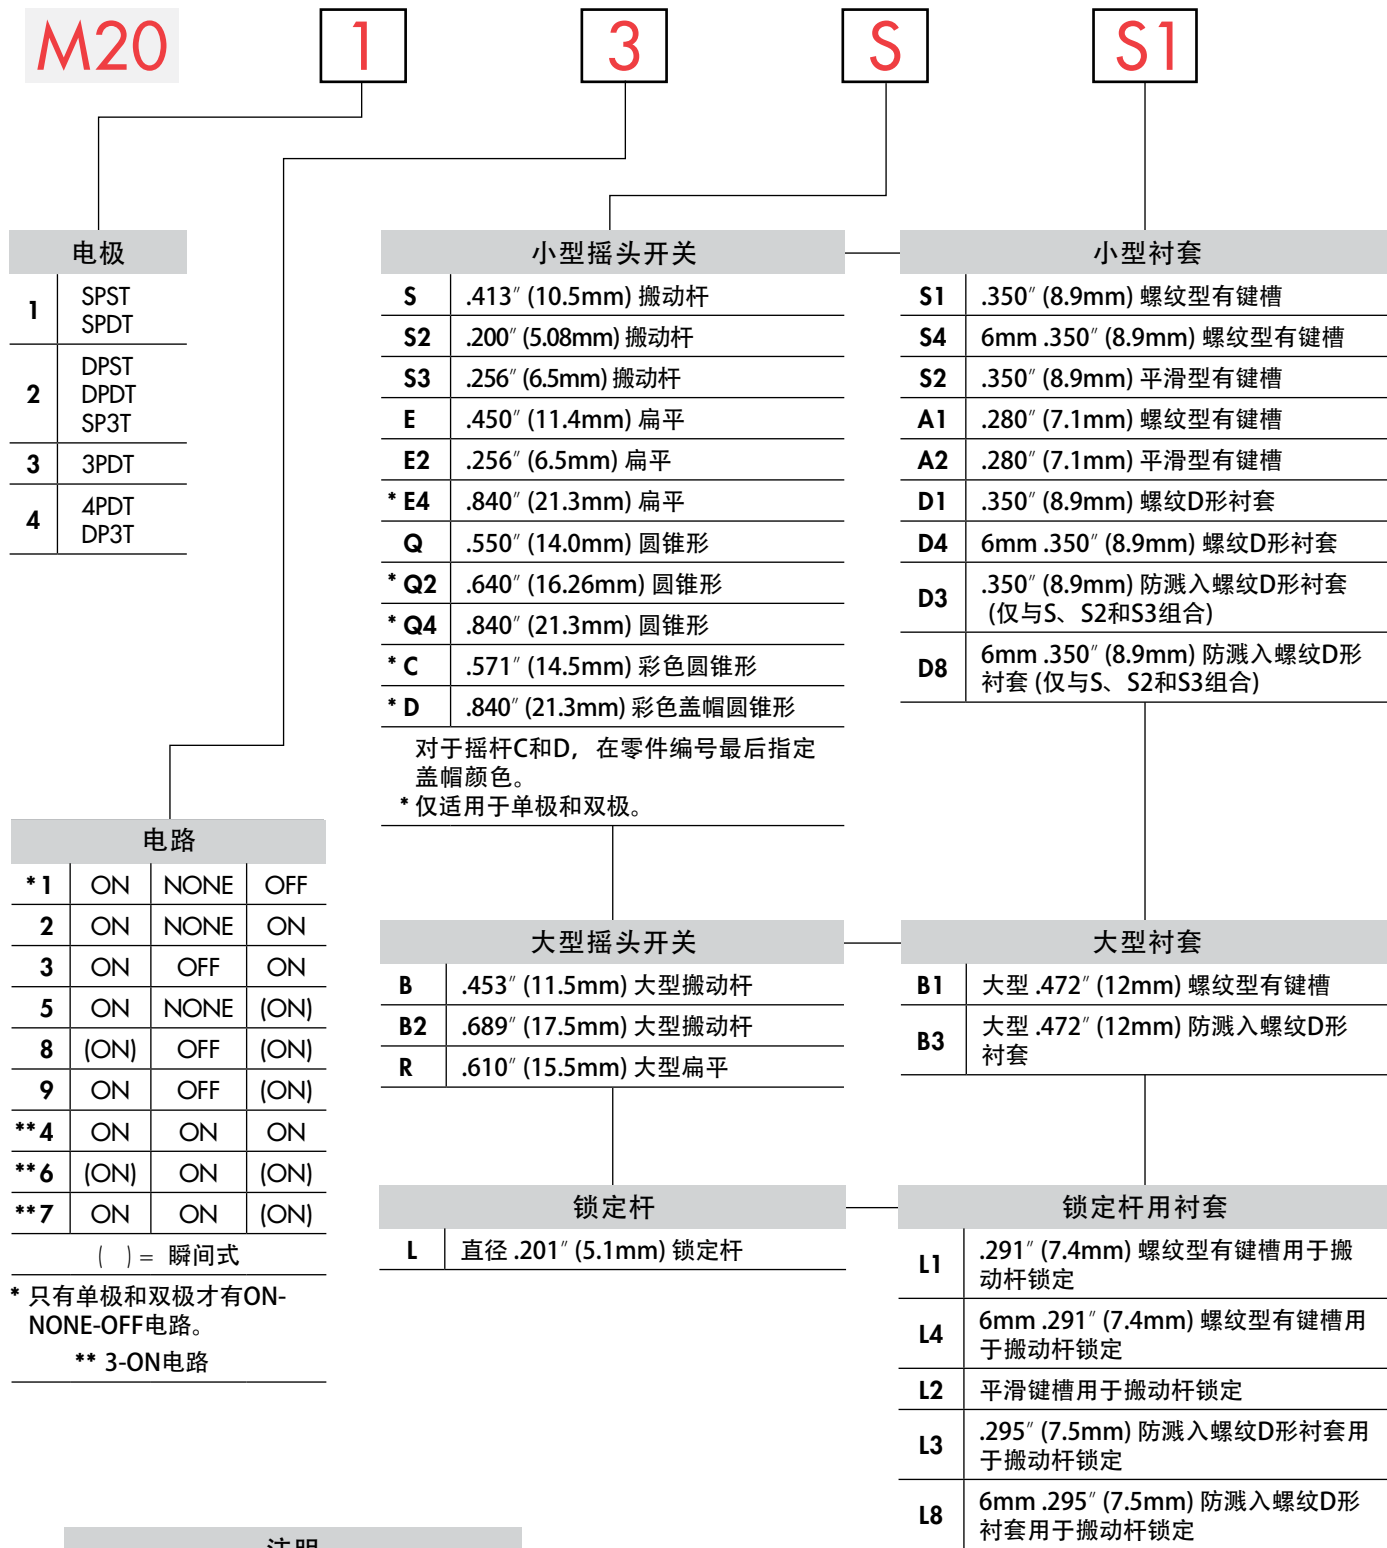 M20 1 3 S S1
电极
1 SPST
SPDT
2 DPST
DPDT
SP3T
3 3PDT
4 4PDT
DP3T
电路
*1 ON NONE OFF
2 ON NONE ON
3 ON OFF ON
5 ON NONE (ON)
8 (ON) OFF (ON)
9 ON OFF (ON)
**4 ON ON ON
**6 (ON) ON (ON)
**7 ON ON (ON)
( ) = 瞬间式
* 只有单极和双极才有ON-
NONE-OFF电路。
** 3-ON电路
小型摇头开关
S .413″ (10.5mm) 搬动杆
S2 .200″ (5.08mm) 搬动杆
S3 .256″ (6.5mm) 搬动杆
E .450″ (11.4mm) 扁平
E2 .256″ (6.5mm) 扁平
* E4 .840″ (21.3mm) 扁平
Q .550″ (14.0mm) 圆锥形
* Q2 .640″ (16.26mm) 圆锥形
* Q4 .840″ (21.3mm) 圆锥形
* C .571″ (14.5mm) 彩色圆锥形
* D .840″ (21.3mm) 彩色盖帽圆锥形
对于摇杆C和D，在零件编号最后指定
盖帽颜色。
* 仅适用于单极和双极。
大型摇头开关
B .453″ (11.5mm) 大型搬动杆
B2 .689″ (17.5mm) 大型搬动杆
R .610″ (15.5mm) 大型扁平
锁定杆
L 直径 .201″ (5.1mm) 锁定杆
小型衬套
S1 .350″ (8.9mm) 螺纹型有键槽
S4 6mm .350″ (8.9mm) 螺纹型有键槽
S2 .350″ (8.9mm) 平滑型有键槽
A1 .280″ (7.1mm) 螺纹型有键槽
A2 .280″ (7.1mm) 平滑型有键槽
D1 .350″ (8.9mm) 螺纹D形衬套
D4 6mm .350″ (8.9mm) 螺纹D形衬套
D3 .350″ (8.9mm) 防溅入螺纹D形衬套
(仅与S、S2和S3组合)
D8 6mm .350″ (8.9mm) 防溅入螺纹D形
衬套 (仅与S、S2和S3组合)
大型衬套
B1 大型 .472″ (12mm) 螺纹型有键槽
B3 大型 .472″ (12mm) 防溅入螺纹D形
衬套
锁定杆用衬套
L1 .291″ (7.4mm) 螺纹型有键槽用于搬
动杆锁定
L4 6mm .291″ (7.4mm) 螺纹型有键槽用
于搬动杆锁定
L2 平滑键槽用于搬动杆锁定
L3 .295″ (7.5mm) 防溅入螺纹D形衬套用
于搬动杆锁定
L8 6mm .295″ (7.5mm) 防溅入螺纹D形
衬套用于搬动杆锁定